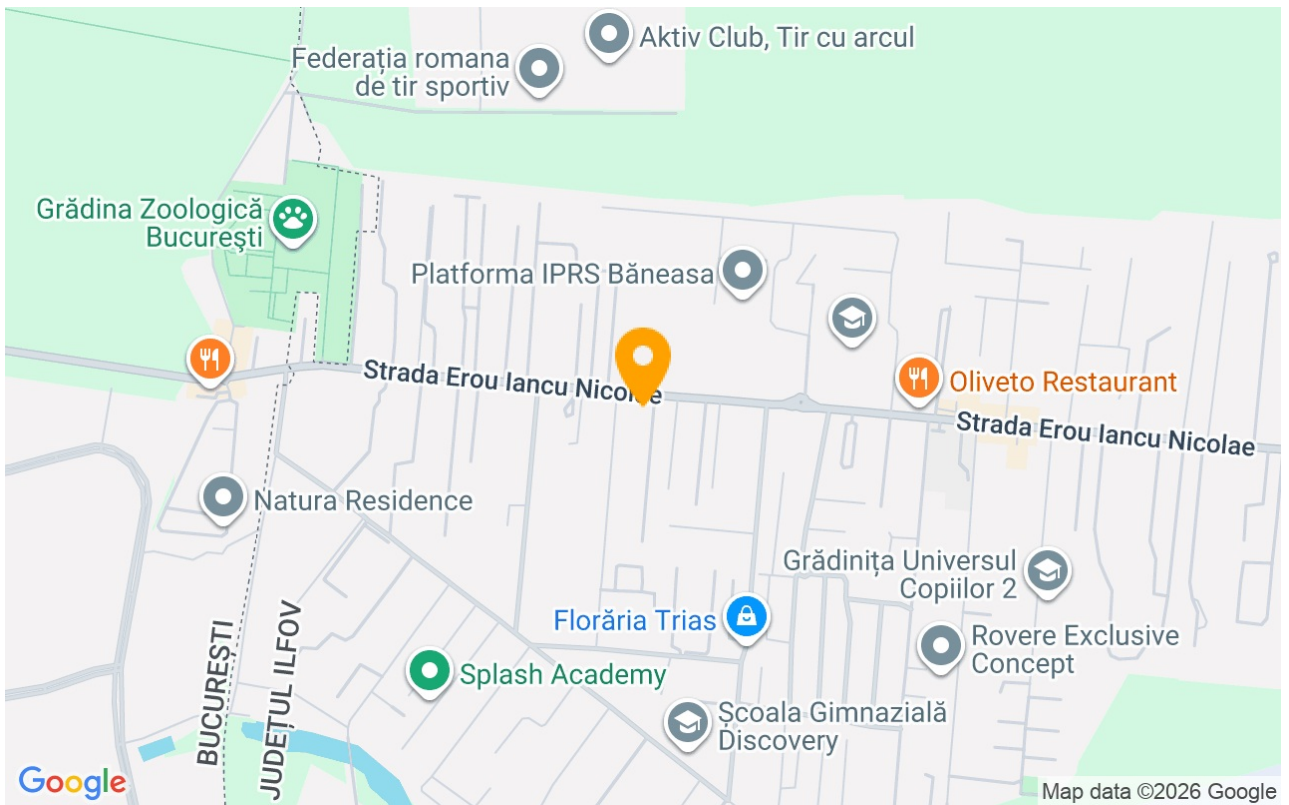 Aktiv Club, Tir cu arcul
Federația romana
de tir sportiv
Grădina Zoologică
București
Platforma IPRS Băneasa
Strada Erou Iancu Nicolae
Oliveto Restaurant
Strada Erou Iancu Nicolae
Natura Residence
Grădinița Universul
Copiilor 2
Florăria Trias
Rovere Exclusive
Concept
BUCUREȘTI
JUDEȚUL ILFOV
Splash Academy
Școala Gimnazială
Discovery
Google
Map data ©2026 Google